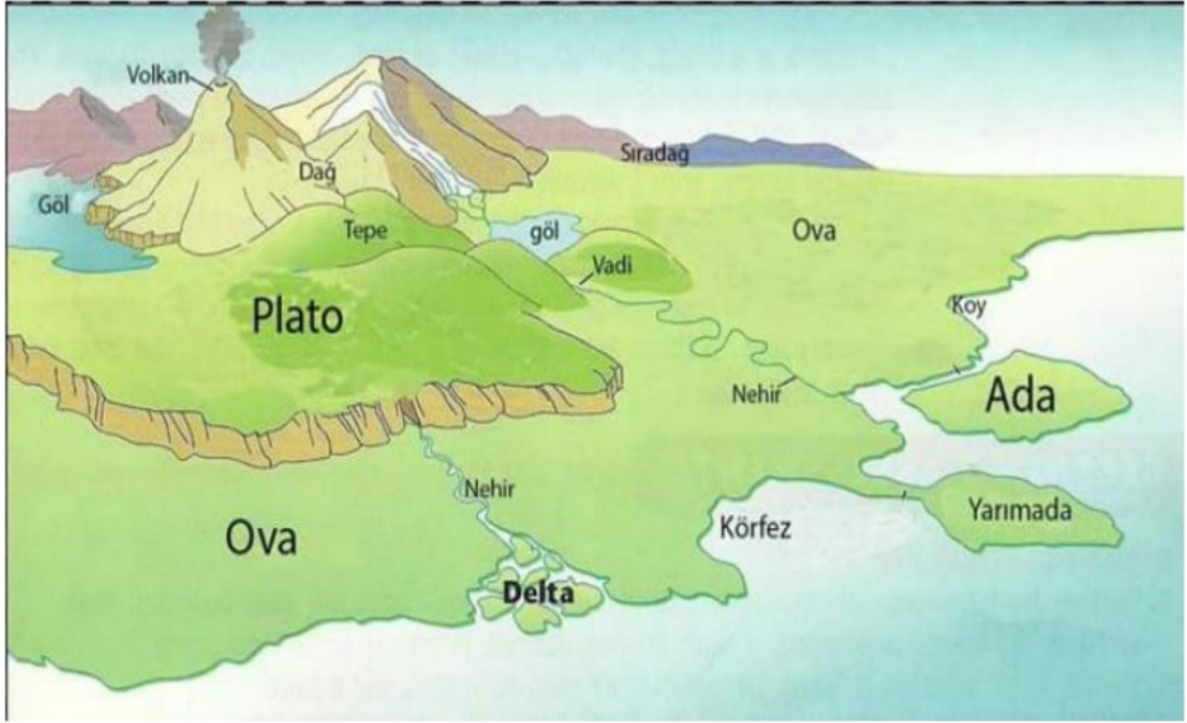 Volkan
Sıradağ
Dağ
Göl
Tepe
göl
Ova
Vadi
Plato
Koy
Nehir
Ada
Nehir
Yarımada
Ova
Körfez
Delta